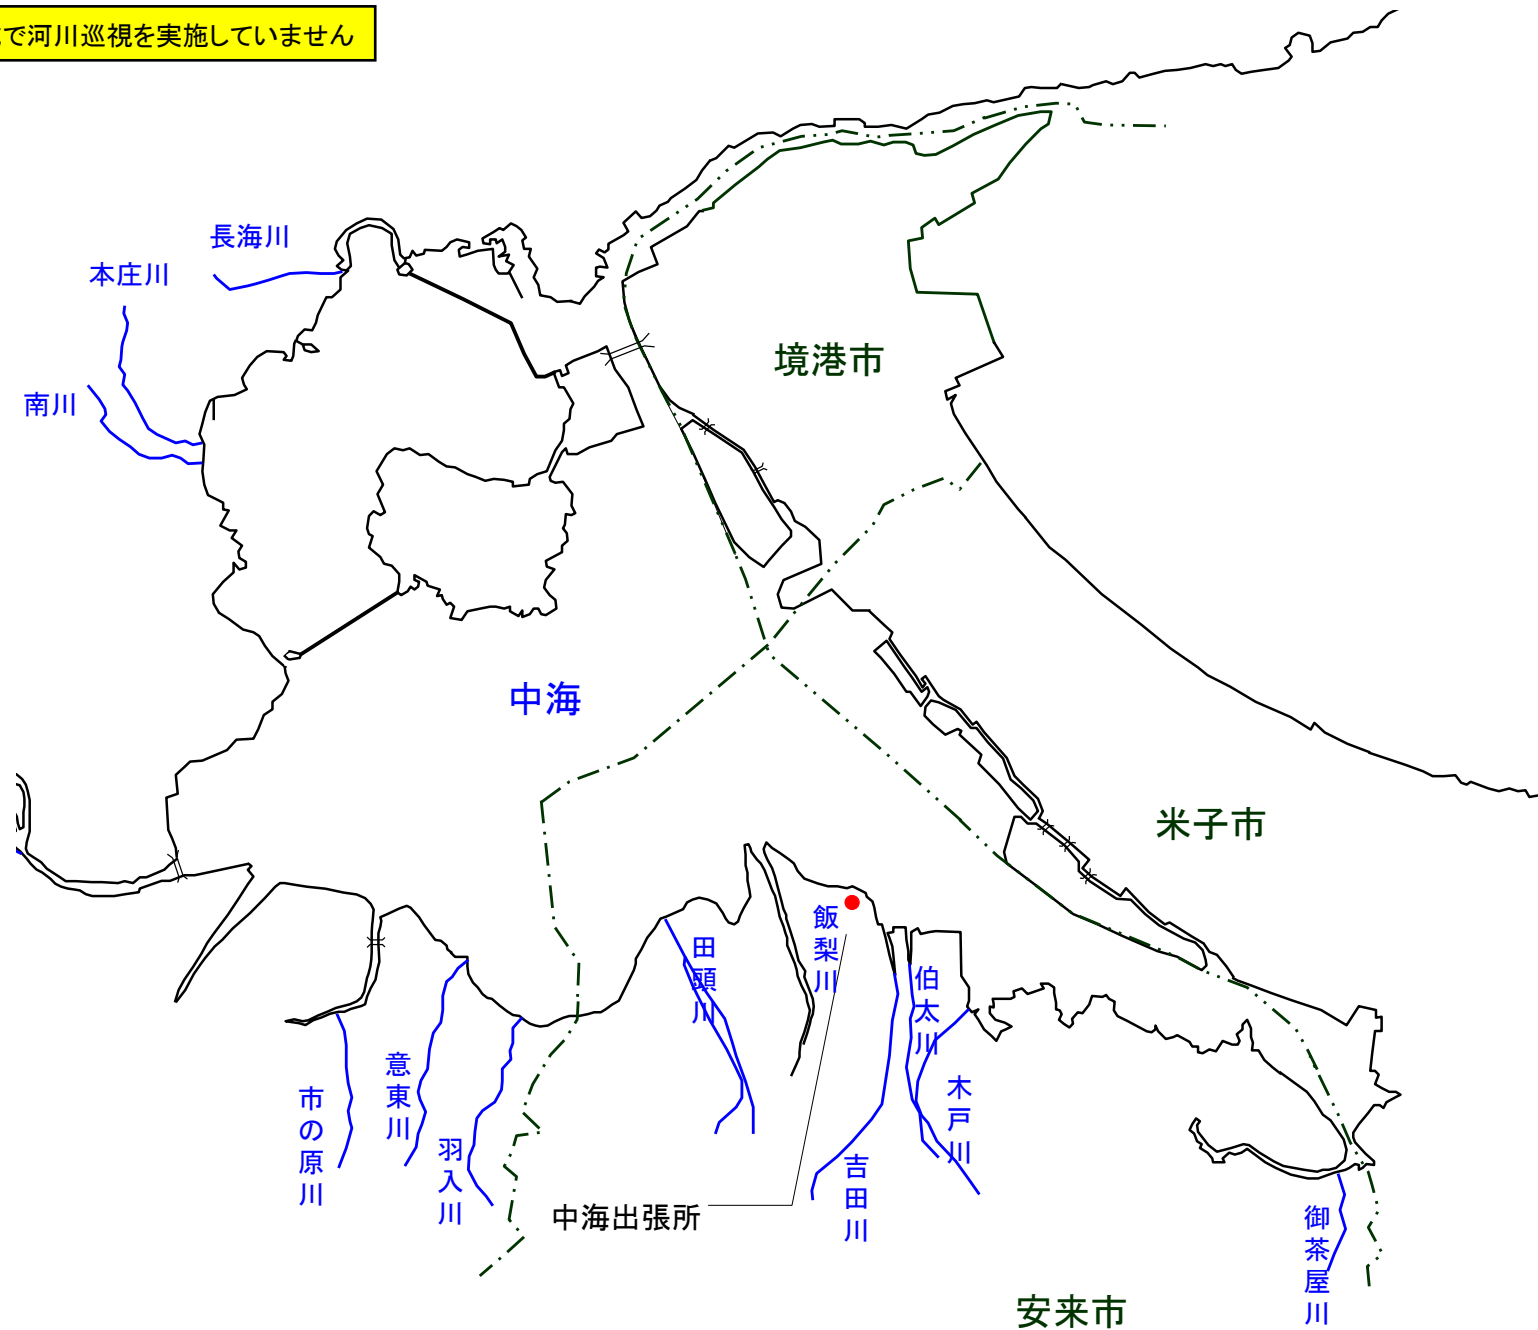 で河川巡視を実施していません
長海川
本庄川
南川
境港市
中海
米子市
田頭川
飯梨川
伯太川
木戸川
市の原川
意東川
羽入川
吉田川
中海出張所
御茶屋川
安来市